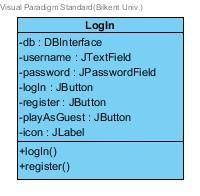 Visual Paradigm Standard(Bilkent Univ.)
LogIn
-db : DBInterface
-username : JTextField
-password : JPasswordField
-logIn : JButton
-register : JButton
-playAsGuest : JButton
-icon : JLabel
+logIn()
+register()